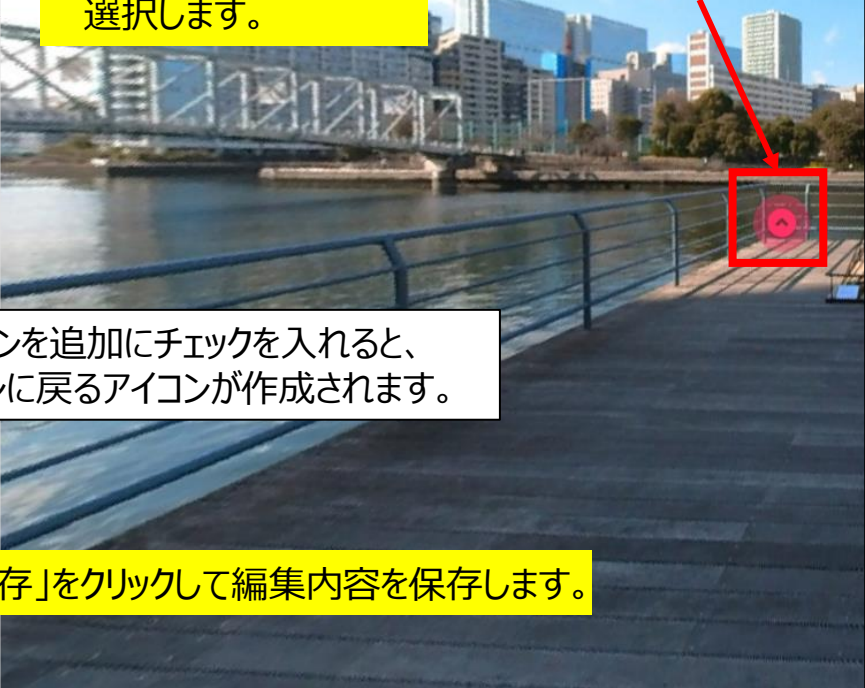 選択します。
ンを追加にチェックを入れると、
に戻るアイコンが作成されます。
存」をクリックして編集内容を保存します。